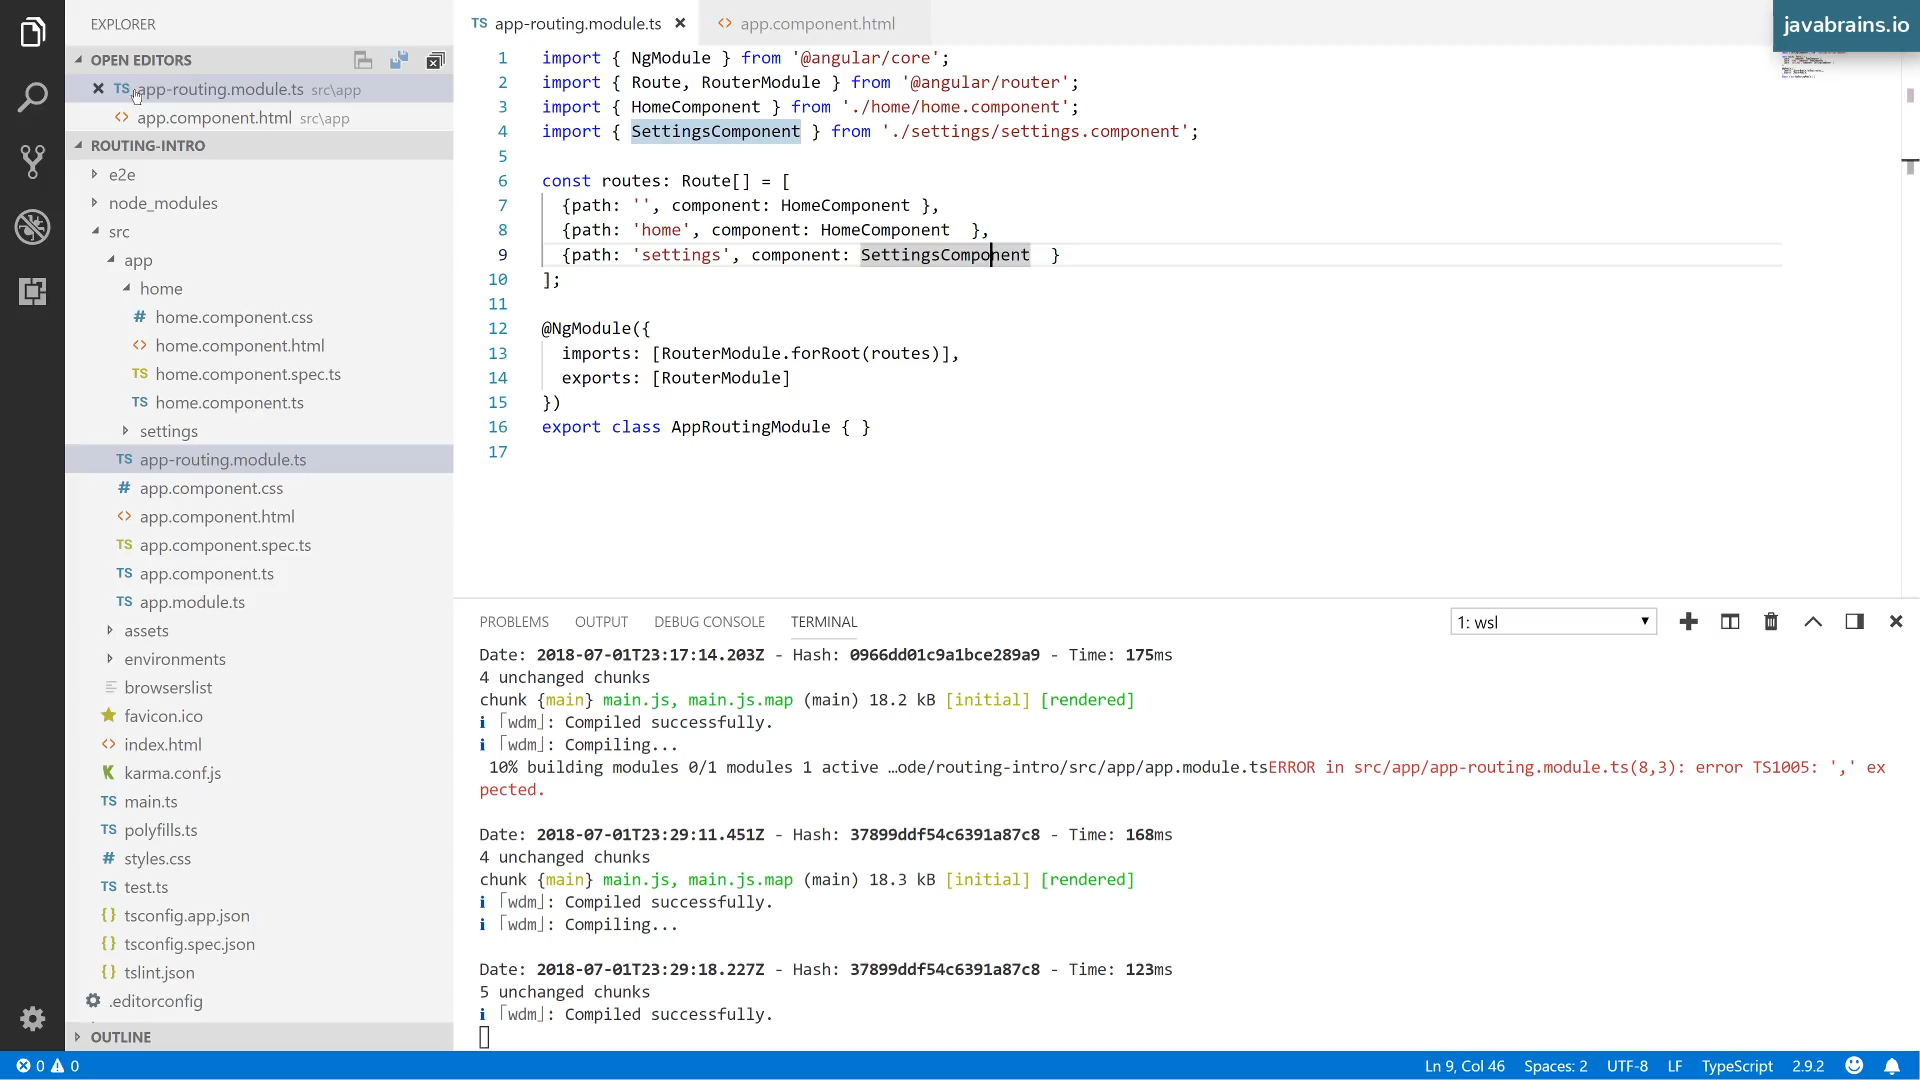 EXPLORER
OPEN EDITORS
TS app-routing.module.ts src\app
<> app.component.html src\app
ROUTING-INTRO
e2e
node_modules
src
app
home
# home.component.css
<> home.component.html
TS home.component.spec.ts
TS home.component.ts
settings
TS app-routing.module.ts
# app.component.css
<> app.component.html
TS app.component.spec.ts
TS app.component.ts
TS app.module.ts
assets
environments
browserslist
favicon.ico
<> index.html
K karma.conf.js
TS main.ts
TS polyfills.ts
# styles.css
TS test.ts
{} tsconfig.app.json
{} tsconfig.spec.json
{} tslint.json
.editorconfig
OUTLINE
TS app-routing.module.ts
<> app.component.html
javabrains.io
1 import { NgModule } from '@angular/core';
2 import { Route, RouterModule } from '@angular/router';
3 import { HomeComponent } from './home/home.component';
4 import { SettingsComponent } from './settings/settings.component';
5
6 const routes: Route[] = [
7 {path: '', component: HomeComponent },
8 {path: 'home', component: HomeComponent  },
9 {path: 'settings', component: SettingsComponent  }
10 ];
11
12 @NgModule({
13 imports: [RouterModule.forRoot(routes)],
14 exports: [RouterModule]
15 })
16 export class AppRoutingModule { }
17
PROBLEMS OUTPUT DEBUG CONSOLE TERMINAL
1: wsl
Date: 2018-07-01T23:17:14.203Z - Hash: 0966dd01c9a1bce289a9 - Time: 175ms
4 unchanged chunks
chunk {main} main.js, main.js.map (main) 18.2 kB [initial] [rendered]
i ｢wdm｣: Compiled successfully.
i ｢wdm｣: Compiling...
10% building modules 0/1 modules 1 active …ode/routing-intro/src/app/app.module.tsERROR in src/app/app-routing.module.ts(8,3): error TS1005: ',' ex
pected.
Date: 2018-07-01T23:29:11.451Z - Hash: 37899ddf54c6391a87c8 - Time: 168ms
4 unchanged chunks
chunk {main} main.js, main.js.map (main) 18.3 kB [initial] [rendered]
i ｢wdm｣: Compiled successfully.
i ｢wdm｣: Compiling...
Date: 2018-07-01T23:29:18.227Z - Hash: 37899ddf54c6391a87c8 - Time: 123ms
5 unchanged chunks
i ｢wdm｣: Compiled successfully.
0 0
Ln 9, Col 46 Spaces: 2 UTF-8 LF TypeScript 2.9.2